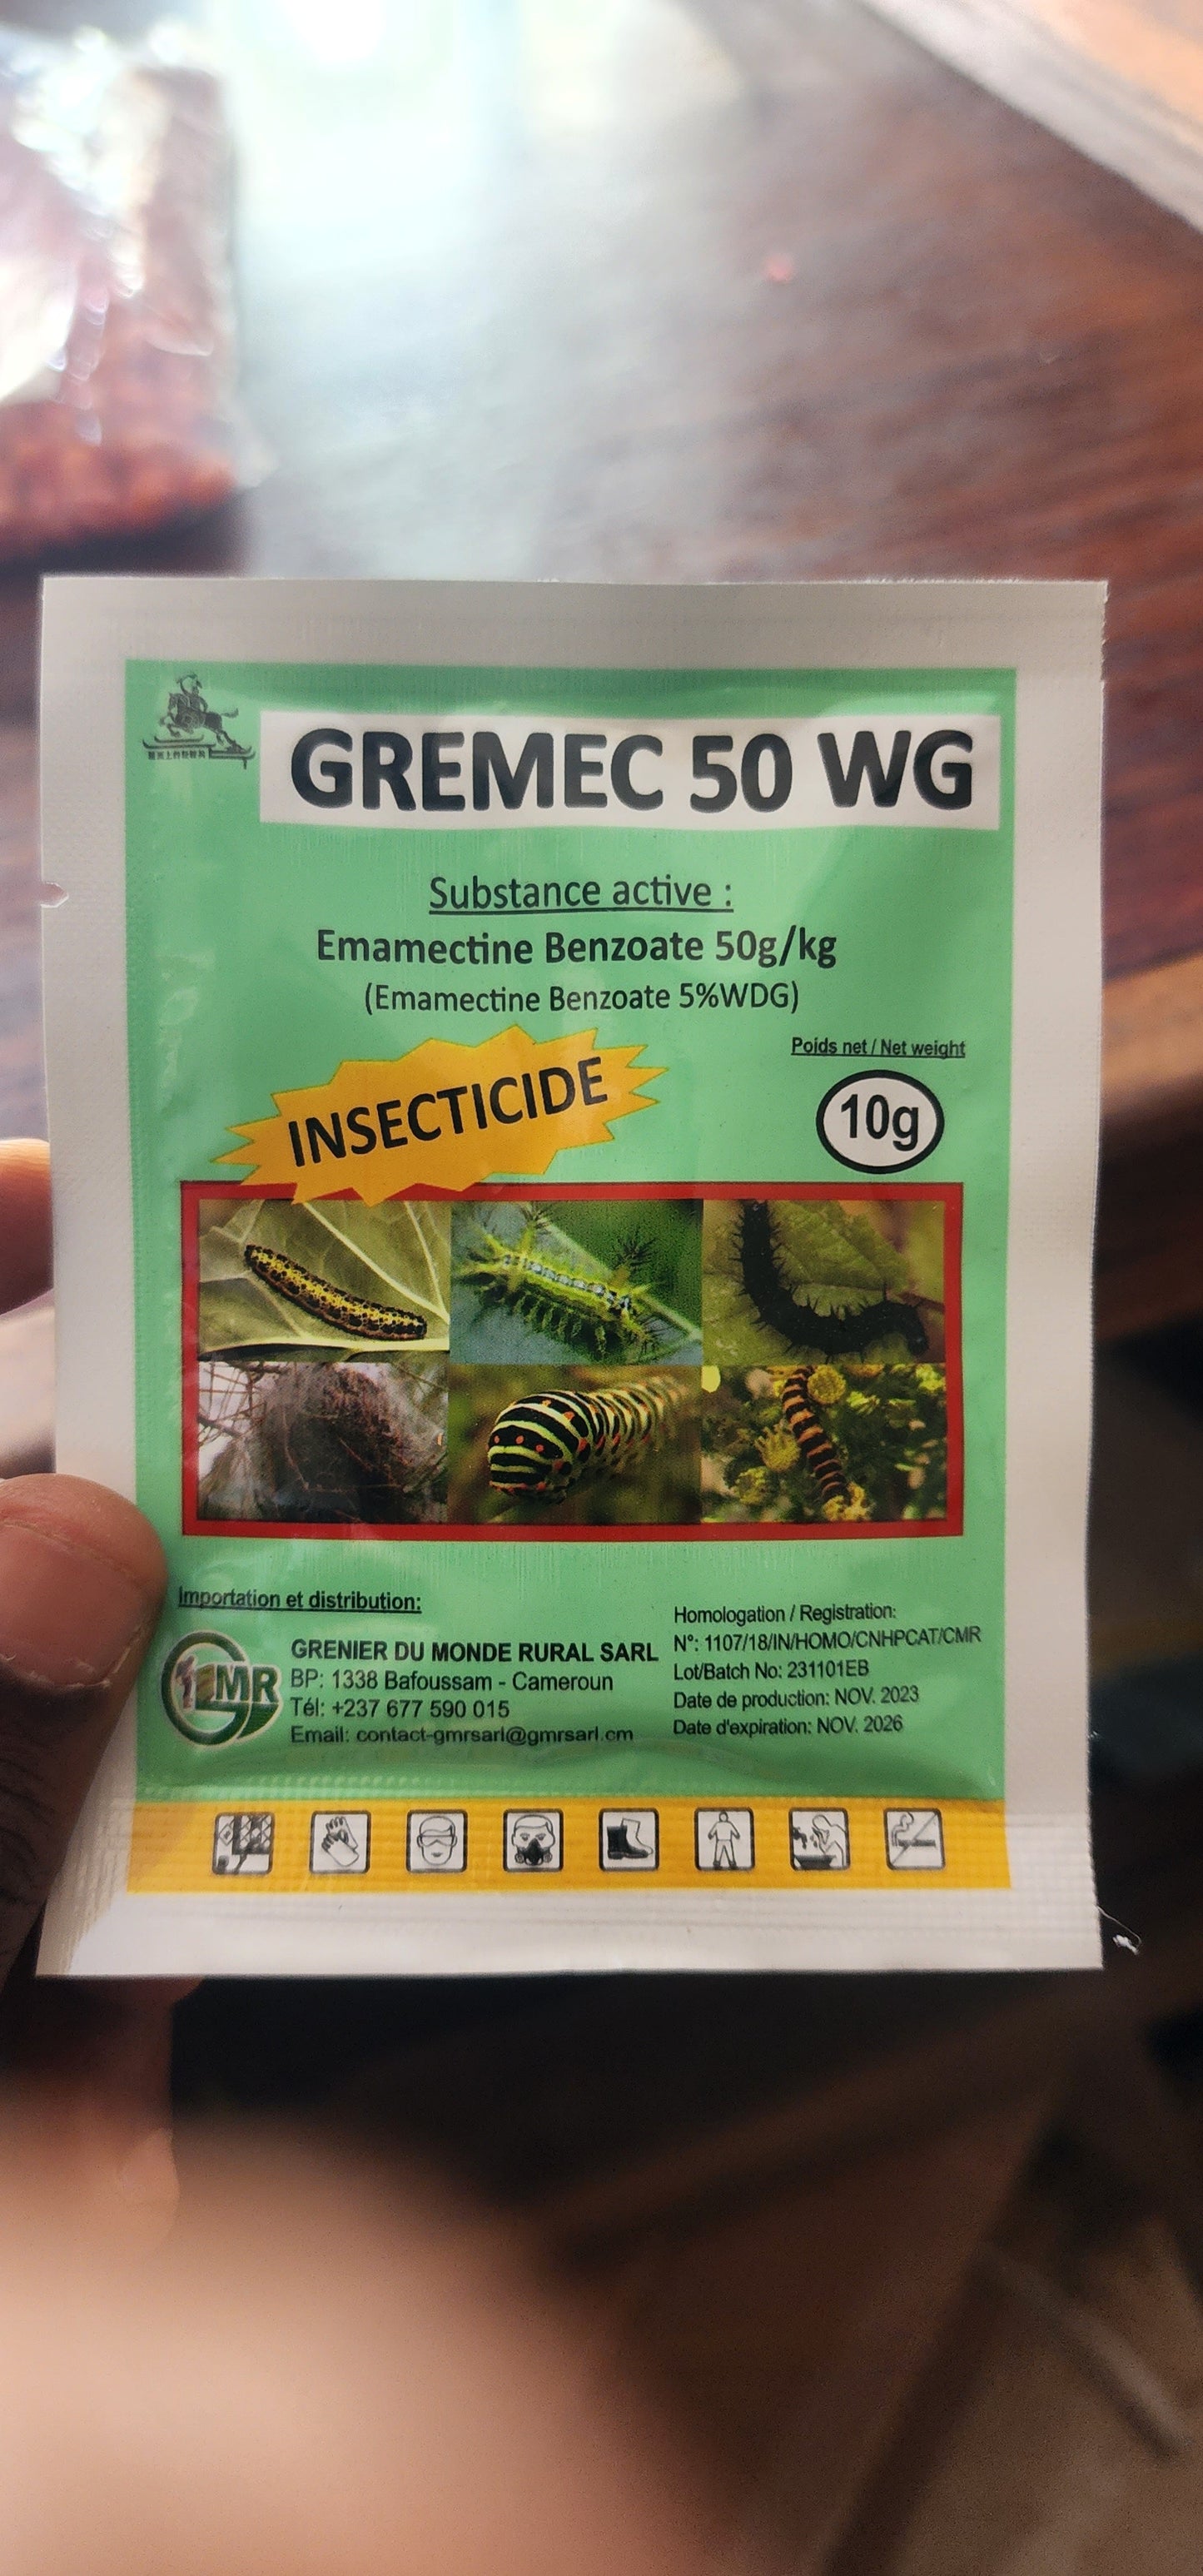 GREMEC 50 WG
Substance active :
Emamectine Benzoate 50g/kg
(Emamectine Benzoate 5%WDG)
INSECTICIDE
Poids net / Net weight
10g
Importation et distribution:
GMR
GRENIER DU MONDE RURAL SARL
BP: 1338 Bafoussam - Cameroun
Tél: +237 677 590 015
Email: contact-gmrsarl@gmrsarl.cm
Homologation / Registration:
N°: 1107/18/IN/HOMO/CNHPCAT/CMR
Lot/Batch No: 231101EB
Date de production: NOV. 2023
Date d'expiration: NOV. 2026